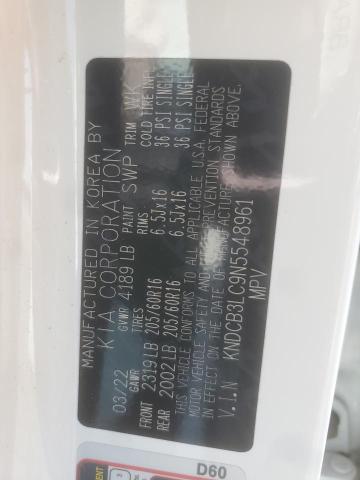 MANUFACTURED IN KOREA BY
KIA CORPORATION
03/22 GVWR 4189 LB PAINT SWP TRIM WK
GAWR TIRES RIMS COLD TIRE INFL
FRONT 2319 LB 205/60R16 6.5Jx16 36 PSI SINGLE
REAR 2002 LB 205/60R16 6.5Jx16 36 PSI SINGLE
THIS VEHICLE CONFORMS TO ALL APPLICABLE U.S.A. FEDERAL
MOTOR VEHICLE SAFETY AND THEFT PREVENTION STANDARDS
IN EFFECT ON THE DATE OF MANUFACTURE SHOWN ABOVE.
V.I.N KNDCB3LC9N5548961
MPV
D60